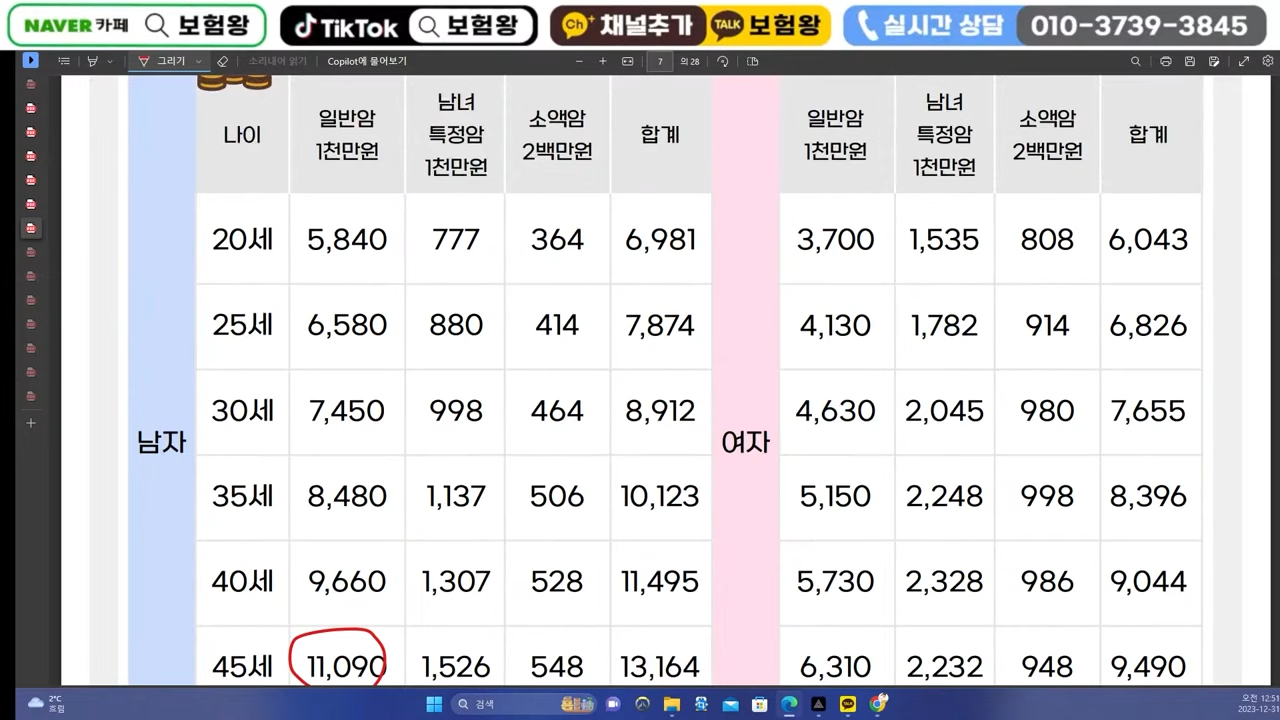 NAVER 카페 보험왕 TikTok 보험왕 Ch+ 채널추가 TALK 보험왕 실시간 상담 010-3739-3845
그리기 소리내어 읽기 Copilot에 물어보기 7 의 28
나이 일반암 1천만원 남녀 특정암 1천만원 소액암 2백만원 합계 일반암 1천만원 남녀 특정암 1천만원 소액암 2백만원 합계
20세 5,840 777 364 6,981 3,700 1,535 808 6,043
25세 6,580 880 414 7,874 4,130 1,782 914 6,826
30세 7,450 998 464 8,912 4,630 2,045 980 7,655
남자 여자
35세 8,480 1,137 506 10,123 5,150 2,248 998 8,396
40세 9,660 1,307 528 11,495 5,730 2,328 986 9,044
45세 11,090 1,526 548 13,164 6,310 2,232 948 9,490
2°C 검색 오전 12:51
흐림 2023-12-31